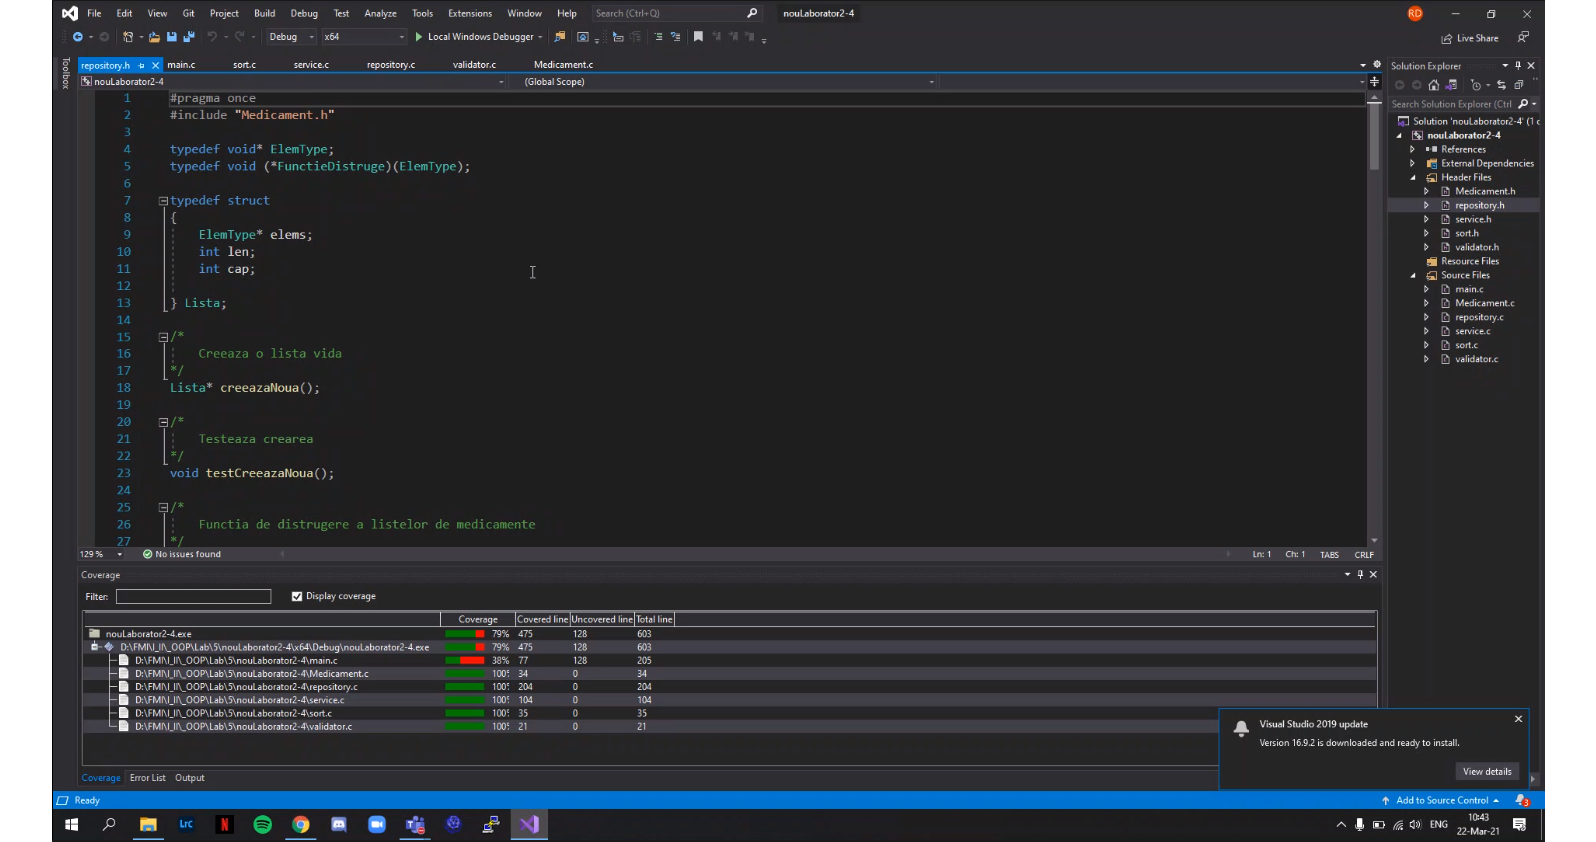 File Edit View Git Project Build Debug Test Analyze Tools Extensions Window Help Search (Ctrl+Q) nouLaborator2-4 RD
Debug x64 Local Windows Debugger Live Share
Toolbox
repository.h main.c sort.c service.c repository.c validator.c Medicament.c
nouLaborator2-4 (Global Scope)
1 #pragma once
2 #include "Medicament.h"
3
4 typedef void* ElemType;
5 typedef void (*FunctieDistruge)(ElemType);
6
7 typedef struct
8 {
9 ElemType* elems;
10 int len;
11 int cap;
12
13 } Lista;
14
15 /*
16 Creeaza o lista vida
17 */
18 Lista* creeazaNoua();
19
20 /*
21 Testeaza crearea
22 */
23 void testCreeazaNoua();
24
25 /*
26 Functia de distrugere a listelor de medicamente
27 */
129 % No issues found Ln: 1 Ch: 1 TABS CRLF
Solution Explorer
Search Solution Explorer (Ctrl
Solution 'nouLaborator2-4' (1 c
nouLaborator2-4
References
External Dependencies
Header Files
Medicament.h
repository.h
service.h
sort.h
validator.h
Resource Files
Source Files
main.c
Medicament.c
repository.c
service.c
sort.c
validator.c
Coverage
Filter: Display coverage
Coverage Covered line Uncovered line Total line
nouLaborator2-4.exe 79% 475 128 603
D:\FMI\I_II\_OOP\Lab\5\nouLaborator2-4\x64\Debug\nouLaborator2-4.exe 79% 475 128 603
D:\FMI\I_II\_OOP\Lab\5\nouLaborator2-4\main.c 38% 77 128 205
D:\FMI\I_II\_OOP\Lab\5\nouLaborator2-4\Medicament.c 100% 34 0 34
D:\FMI\I_II\_OOP\Lab\5\nouLaborator2-4\repository.c 100% 204 0 204
D:\FMI\I_II\_OOP\Lab\5\nouLaborator2-4\service.c 100% 104 0 104
D:\FMI\I_II\_OOP\Lab\5\nouLaborator2-4\sort.c 100% 35 0 35
D:\FMI\I_II\_OOP\Lab\5\nouLaborator2-4\validator.c 100% 21 0 21
Visual Studio 2019 update
Version 16.9.2 is downloaded and ready to install.
View details
Coverage Error List Output
Ready Add to Source Control 3
Lrc N ENG 10:43
22-Mar-21